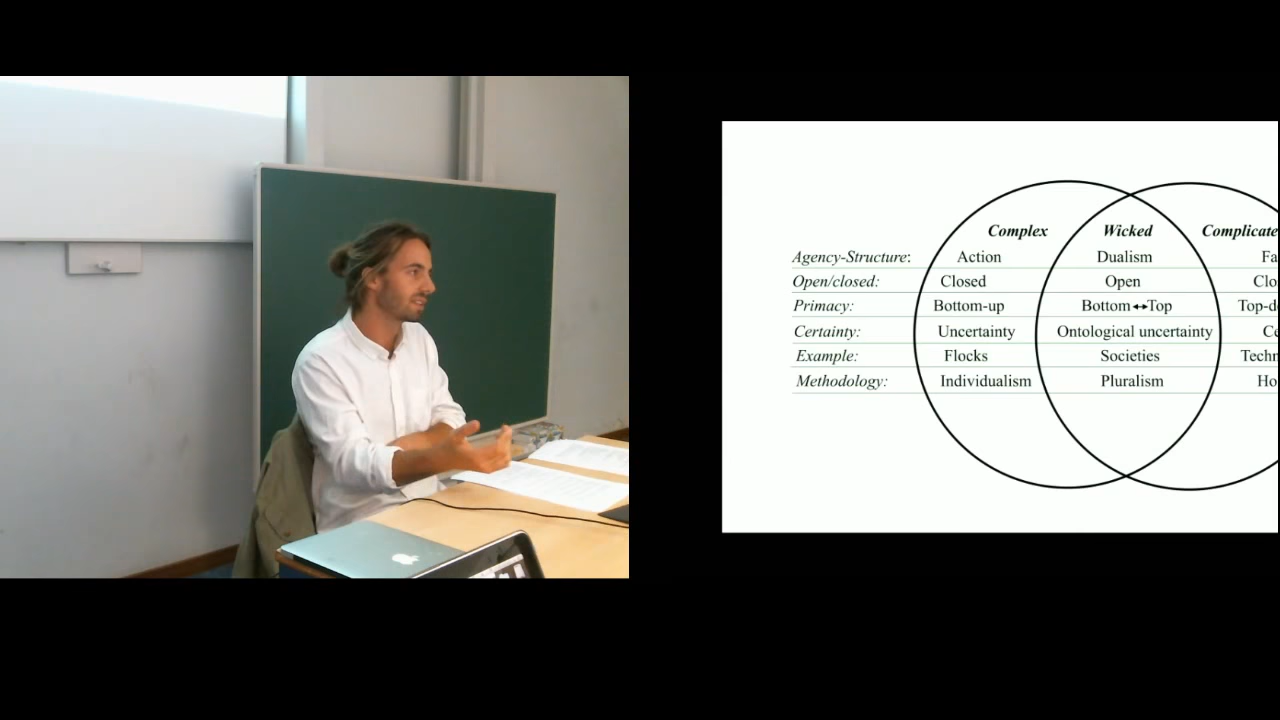 Complex Wicked
Agency-Structure: Action Dualism
Open/closed: Closed Open
Primacy: Bottom-up Bottom↔Top
Certainty: Uncertainty Ontological uncertainty
Example: Flocks Societies
Methodology: Individualism Pluralism